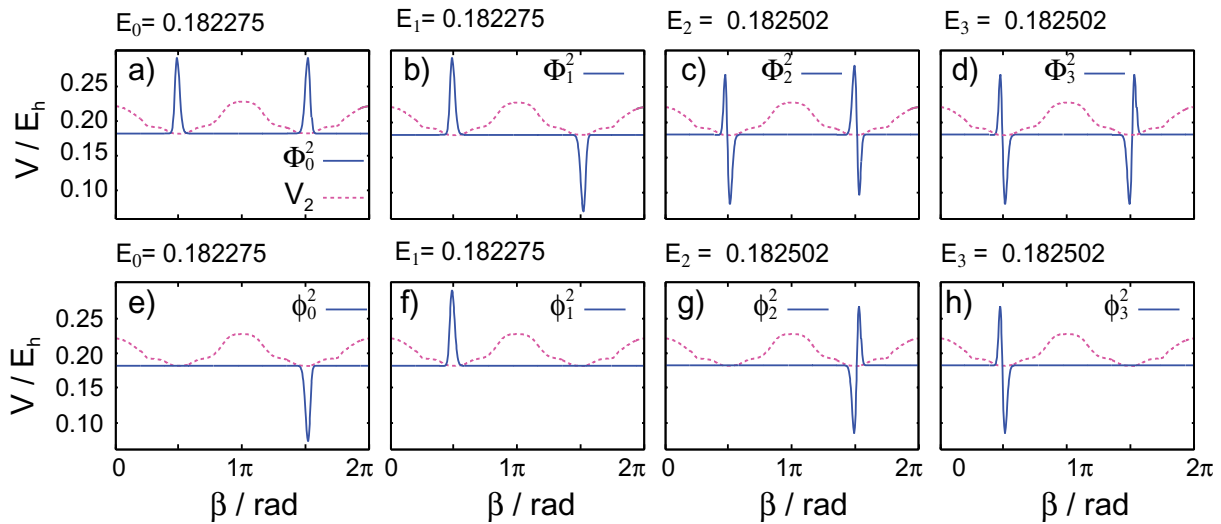 E₀= 0.182275 E₁= 0.182275 E₂ = 0.182502 E₃ = 0.182502
a) b) Φ₁² c) Φ₂² d) Φ₃²
0.25
0.20
0.15
0.10
V / Eₕ
Φ₀²
V₂
E₀= 0.182275 E₁= 0.182275 E₂ = 0.182502 E₃ = 0.182502
e) ϕ₀² f) ϕ₁² g) ϕ₂² h) ϕ₃²
0.25
0.20
0.15
0.10
V / Eₕ
0 1π 2π 0 1π 2π 0 1π 2π 0 1π 2π
β / rad β / rad β / rad β / rad